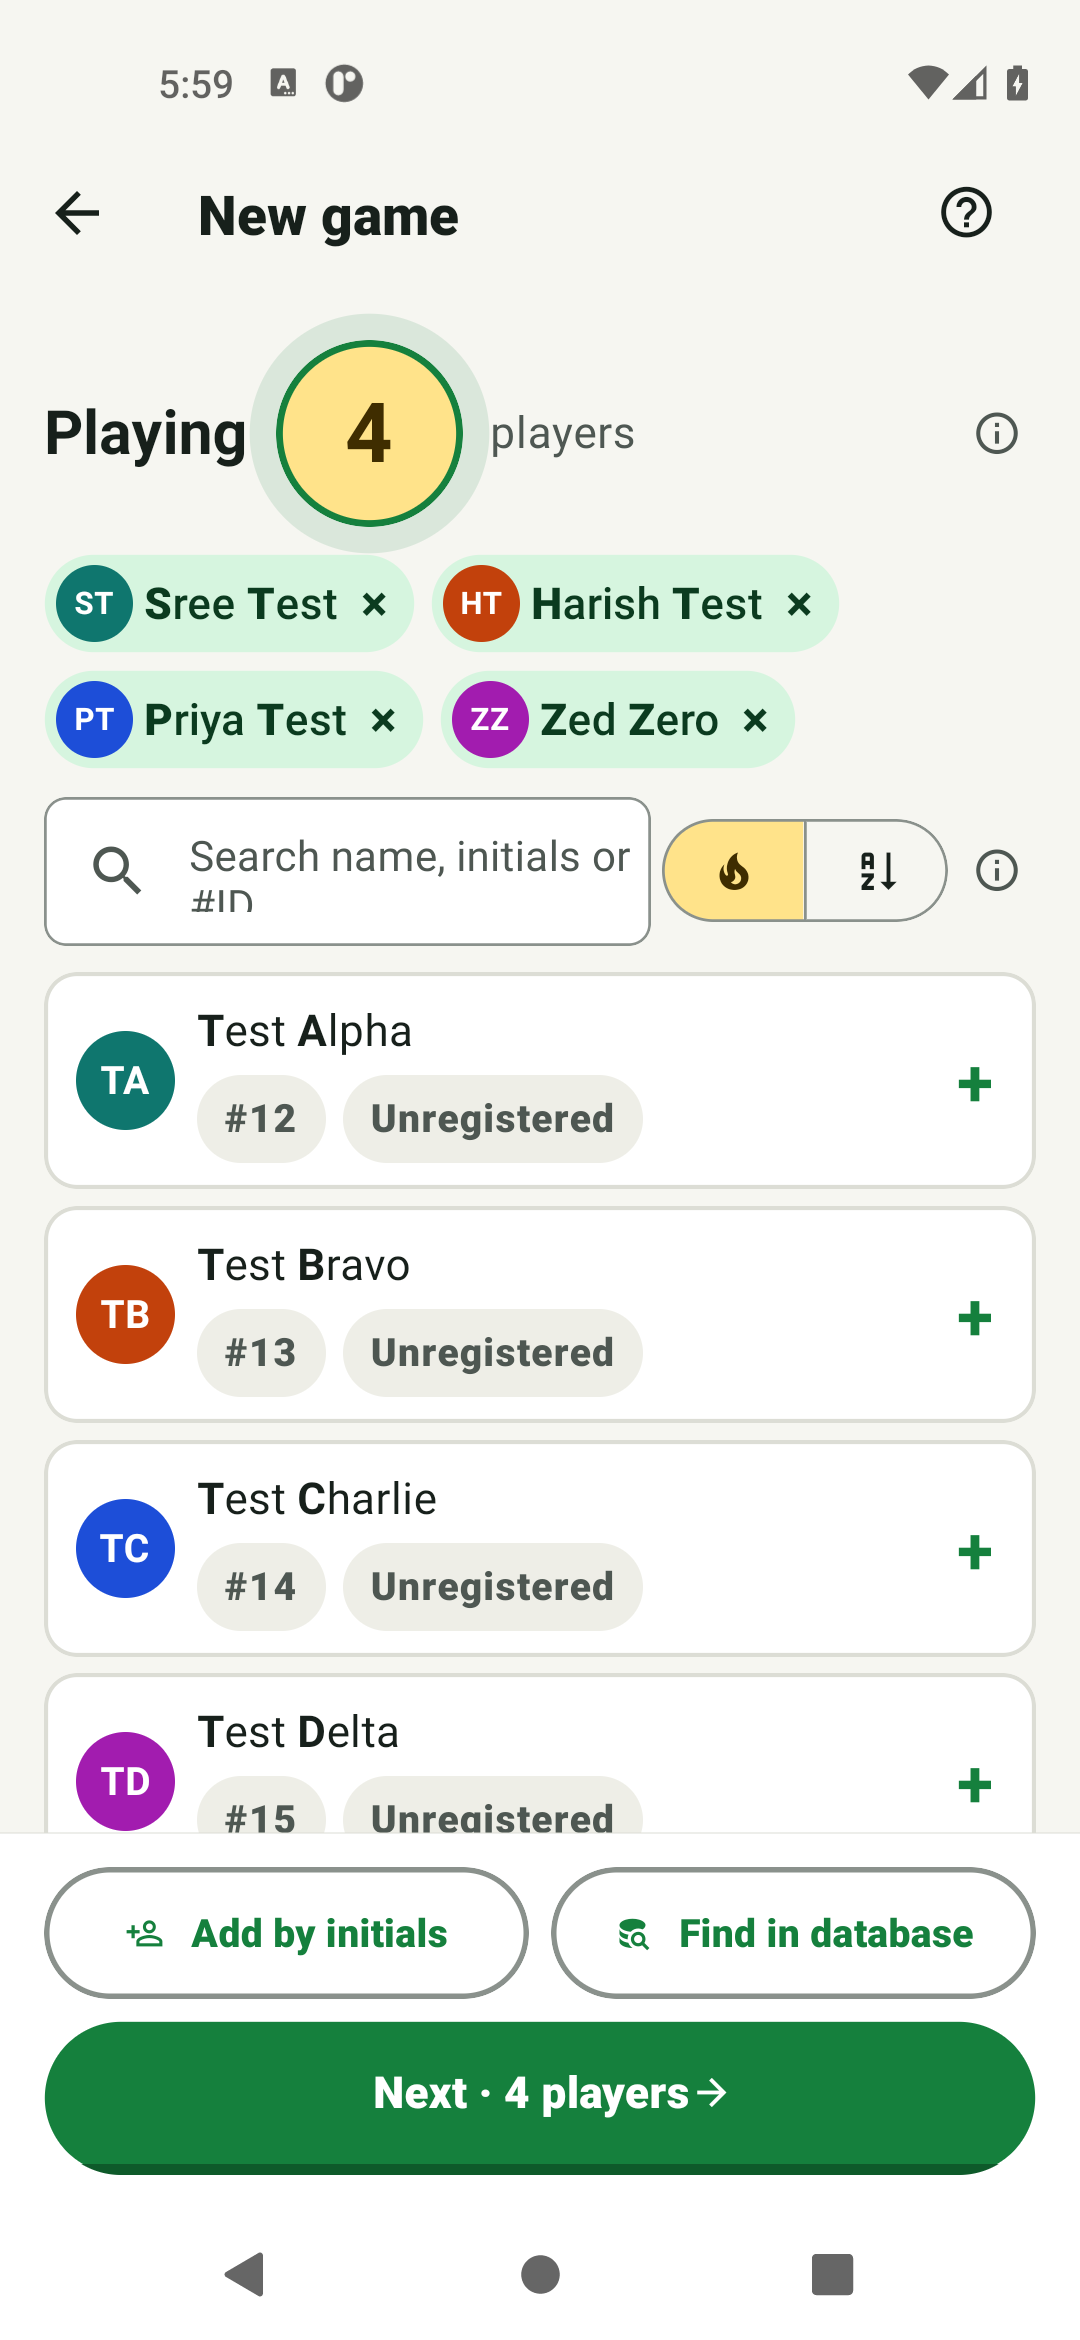 5:59
New game
Playing 4 players
ST Sree Test × HT Harish Test ×
PT Priya Test × ZZ Zed Zero ×
Search name, initials or
#ID
A
Z
TA Test Alpha
#12 Unregistered
+
TB Test Bravo
#13 Unregistered
+
TC Test Charlie
#14 Unregistered
+
TD Test Delta
#15 Unregistered
+
Add by initials
Find in database
Next · 4 players→